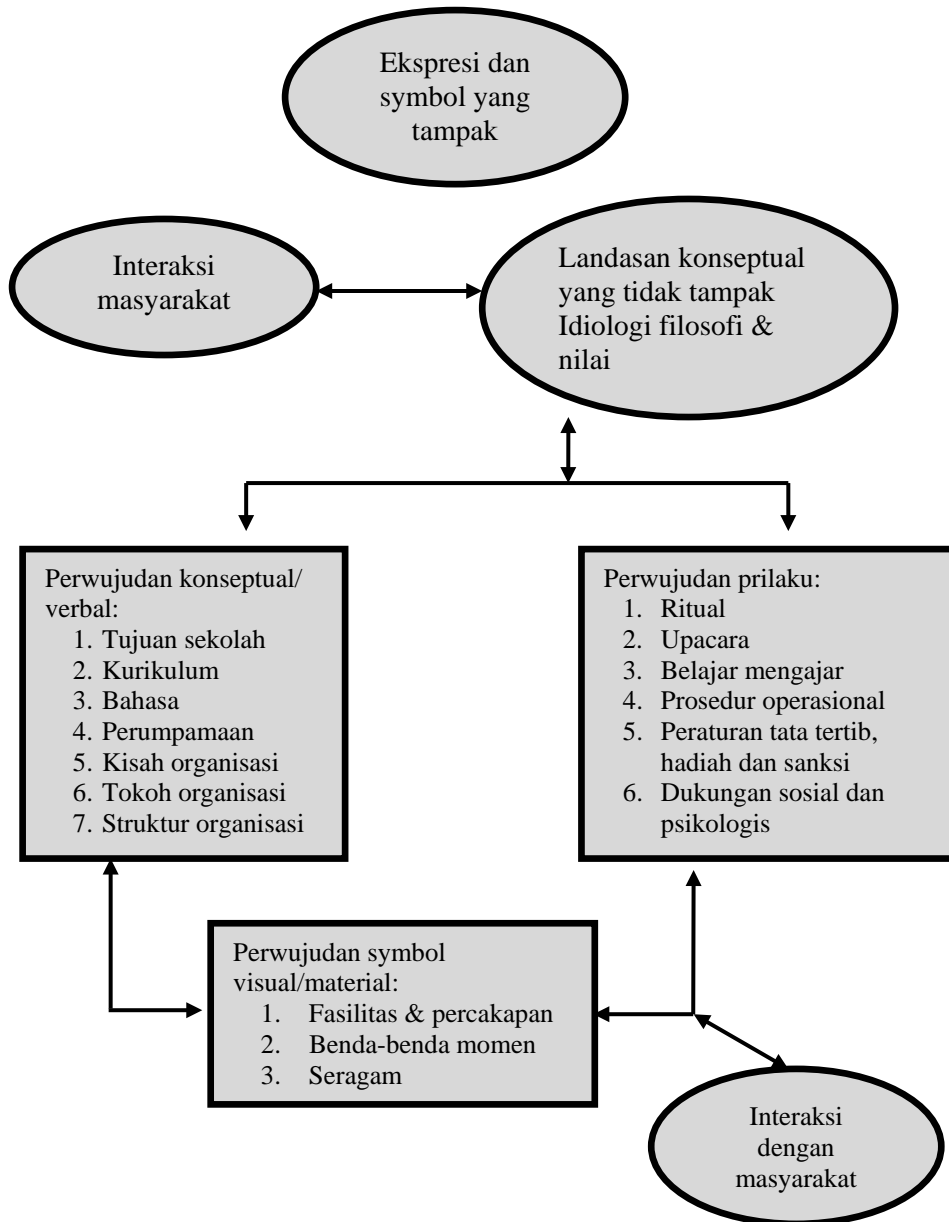 Ekspresi dan
symbol yang
tampak
Interaksi
masyarakat
Landasan konseptual
yang tidak tampak
Idiologi filosofi &
nilai
Perwujudan konseptual/
verbal:
1. Tujuan sekolah
2. Kurikulum
3. Bahasa
4. Perumpamaan
5. Kisah organisasi
6. Tokoh organisasi
7. Struktur organisasi
Perwujudan prilaku:
1. Ritual
2. Upacara
3. Belajar mengajar
4. Prosedur operasional
5. Peraturan tata tertib,
hadiah dan sanksi
6. Dukungan sosial dan
psikologis
Perwujudan symbol
visual/material:
1. Fasilitas & percakapan
2. Benda-benda momen
3. Seragam
Interaksi
dengan
masyarakat